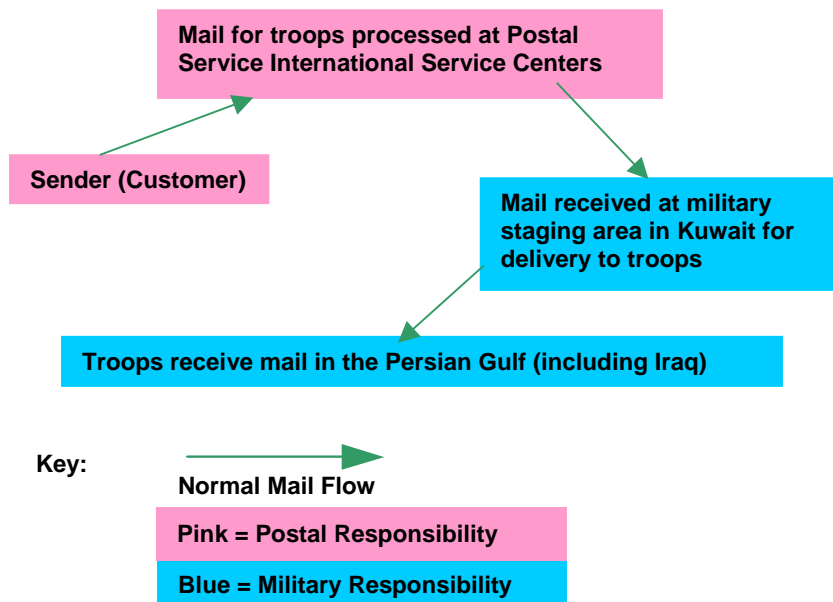 Mail for troops processed at Postal
Service International Service Centers
Sender (Customer)
Mail received at military
staging area in Kuwait for
delivery to troops
Troops receive mail in the Persian Gulf (including Iraq)
Key:
Normal Mail Flow
Pink = Postal Responsibility
Blue = Military Responsibility